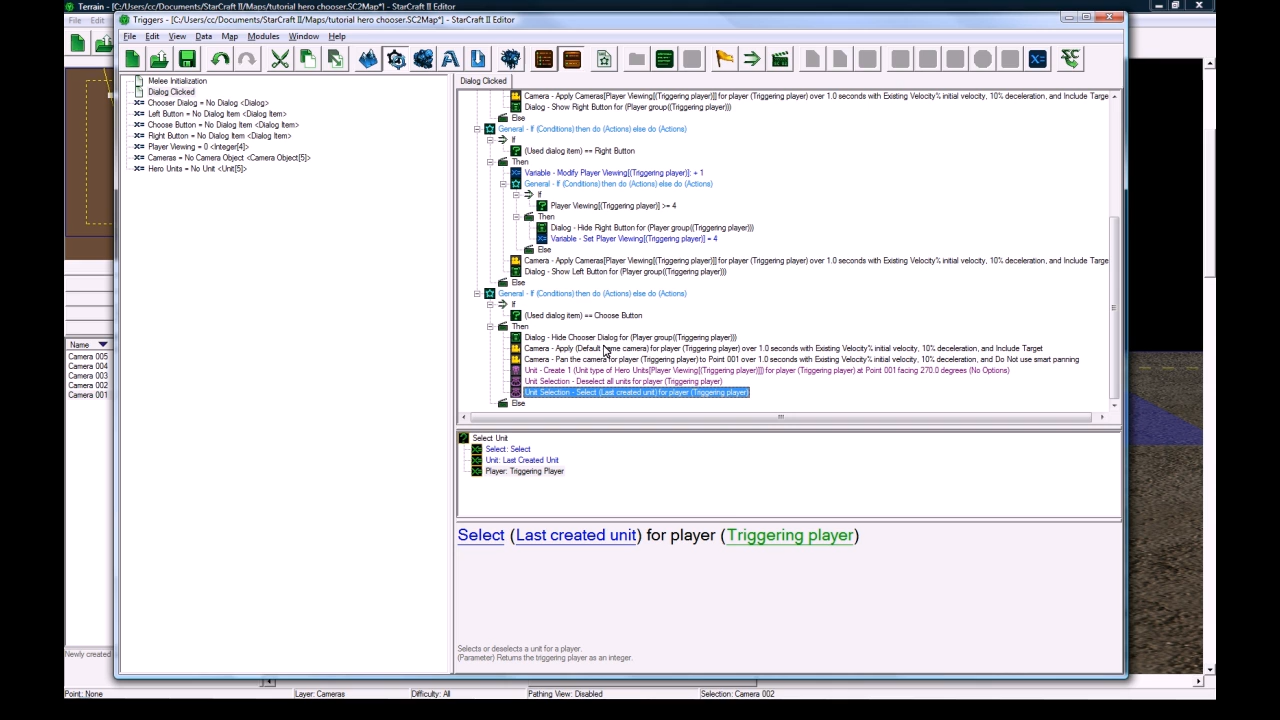 Terrain - [C:/Users/cc/Documents/StarCraft II/Maps/tutorial hero chooser.SC2Map*] - StarCraft II Editor
File Edit
Triggers - [C:/Users/cc/Documents/StarCraft II/Maps/tutorial hero chooser.SC2Map*] - StarCraft II Editor
File Edit View Data Map Modules Window Help
Melee Initialization
Dialog Clicked
Chooser Dialog = No Dialog <Dialog>
Left Button = No Dialog Item <Dialog Item>
Choose Button = No Dialog Item <Dialog Item>
Right Button = No Dialog Item <Dialog Item>
Player Viewing = 0 <Integer[4]>
Cameras = No Camera Object <Camera Object[5]>
Hero Units = No Unit <Unit[5]>
Dialog Clicked
Camera - Apply Cameras[Player Viewing[(Triggering player)]] for player (Triggering player) over 1.0 seconds with Existing Velocity% initial velocity, 10% deceleration, and Include Targe
Dialog - Show Right Button for (Player group((Triggering player)))
Else
General - If (Conditions) then do (Actions) else do (Actions)
If
(Used dialog item) == Right Button
Then
Variable - Modify Player Viewing[(Triggering player)]: + 1
General - If (Conditions) then do (Actions) else do (Actions)
If
Player Viewing[(Triggering player)] >= 4
Then
Dialog - Hide Right Button for (Player group((Triggering player)))
Variable - Set Player Viewing[(Triggering player)] = 4
Else
Camera - Apply Cameras[Player Viewing[(Triggering player)]] for player (Triggering player) over 1.0 seconds with Existing Velocity% initial velocity, 10% deceleration, and Include Targe
Dialog - Show Left Button for (Player group((Triggering player)))
Else
General - If (Conditions) then do (Actions) else do (Actions)
If
(Used dialog item) == Choose Button
Then
Dialog - Hide Chooser Dialog for (Player group((Triggering player)))
Camera - Apply (Default game camera) for player (Triggering player) over 1.0 seconds with Existing Velocity% initial velocity, 10% deceleration, and Include Target
Camera - Pan the camera for player (Triggering player) to Point 001 over 1.0 seconds with Existing Velocity% initial velocity, 10% deceleration, and Do Not use smart panning
Unit - Create 1 (Unit type of Hero Units[Player Viewing[(Triggering player)]]) for player (Triggering player) at Point 001 facing 270.0 degrees (No Options)
Unit Selection - Deselect all units for player (Triggering player)
Unit Selection - Select (Last created unit) for player (Triggering player)
Else
Name
Camera 005
Camera 004
Camera 003
Camera 002
Camera 001
Select Unit
Select: Select
Unit: Last Created Unit
Player: Triggering Player
Select (Last created unit) for player (Triggering player)
Selects or deselects a unit for a player.
(Parameter) Returns the triggering player as an integer.
Newly created
Point: None Layer: Cameras Difficulty: All Pathing View: Disabled Selection: Camera 002